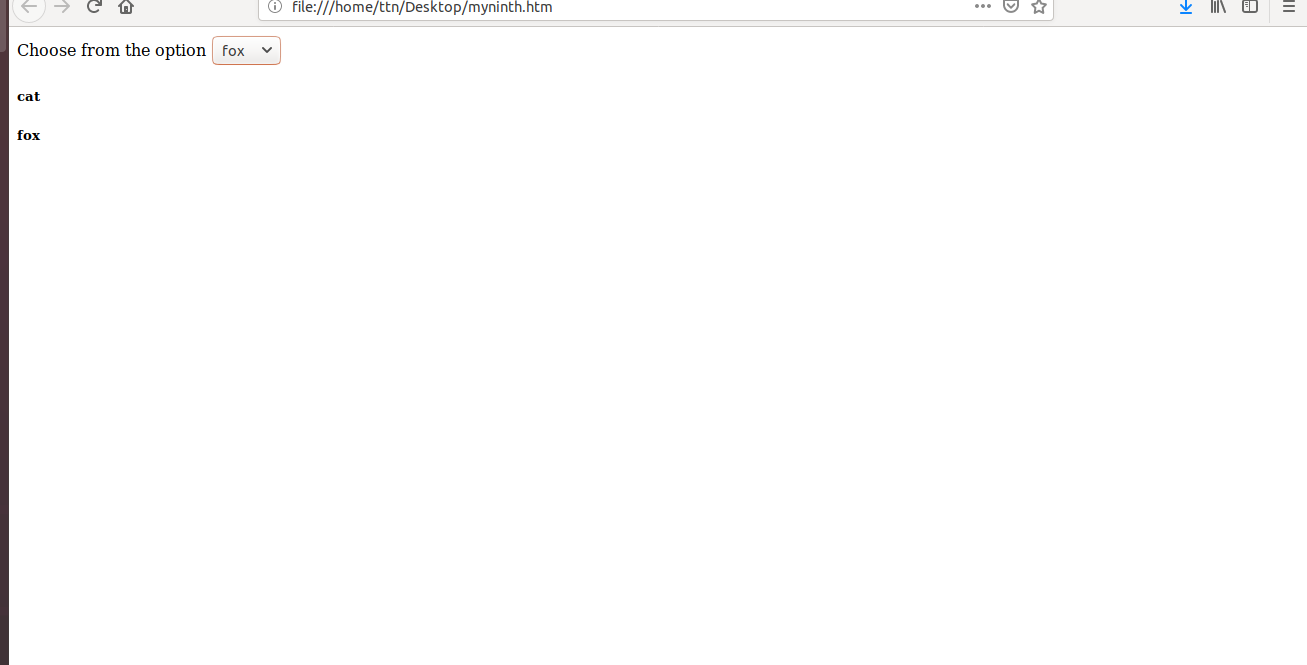 file:///home/ttn/Desktop/myninth.htm
Choose from the option fox
cat
fox